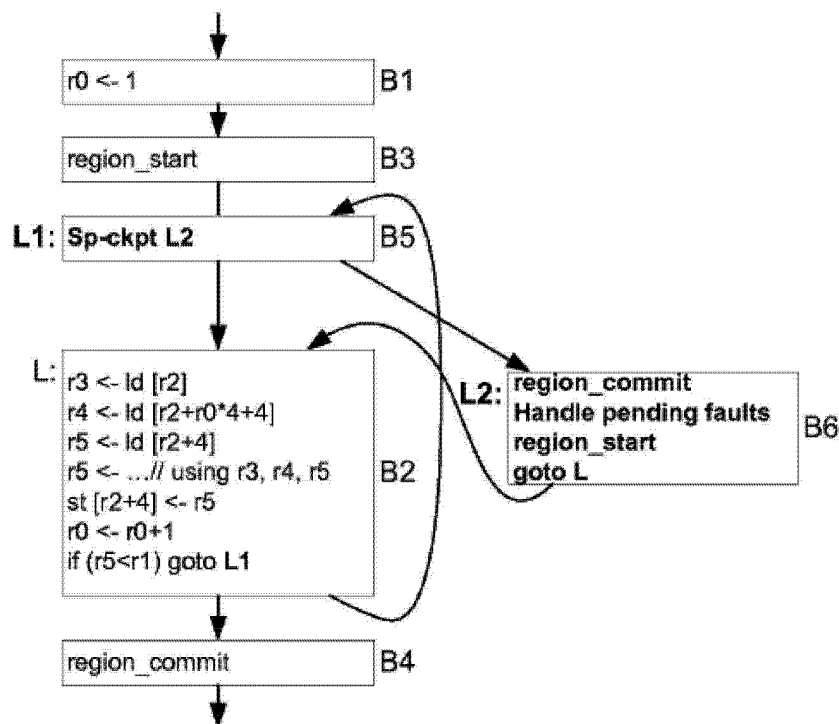 r0 <- 1
B1
region_start
B3
L1: Sp-ckpt L2
B5
L:
r3 <- ld [r2]
r4 <- ld [r2+r0*4+4]
r5 <- ld [r2+4]
r5 <- ...// using r3, r4, r5
st [r2+4] <- r5
r0 <- r0+1
if (r5<r1) goto L1
B2
L2: region_commit
Handle pending faults
region_start
goto L
B6
region_commit
B4